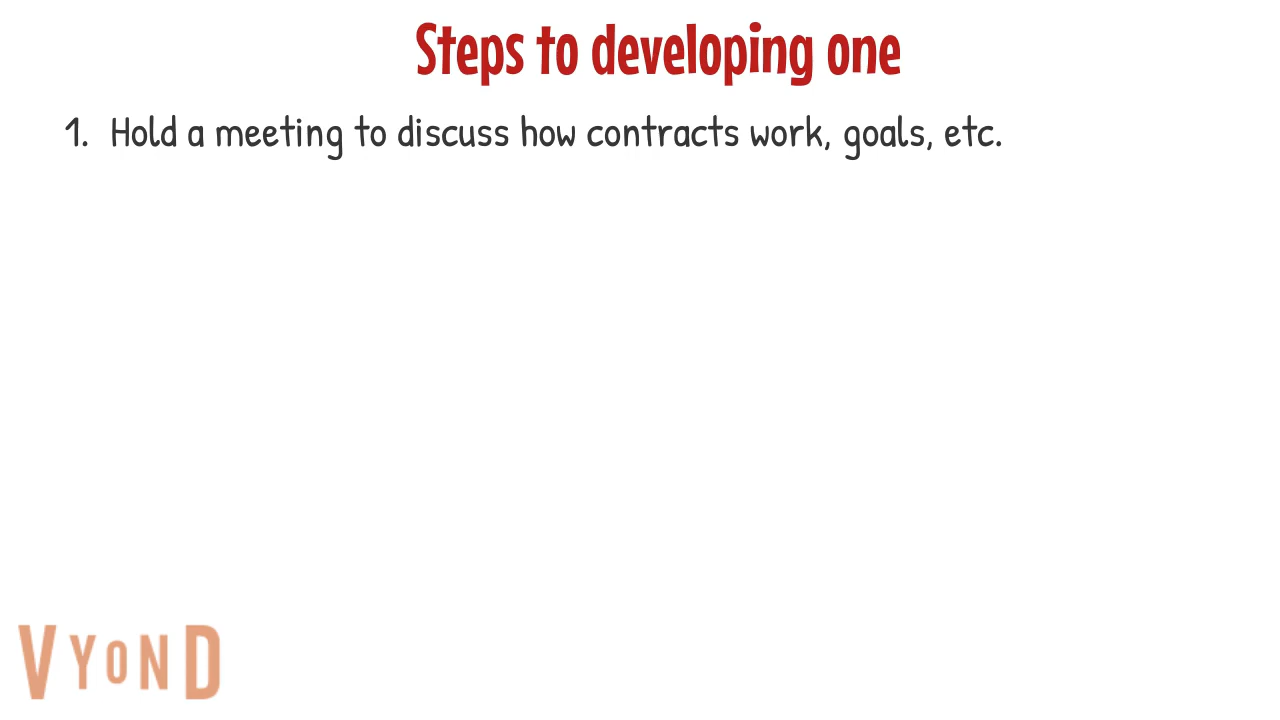 Steps to developing one
1. Hold a meeting to discuss how contracts work, goals, etc.
VYOND